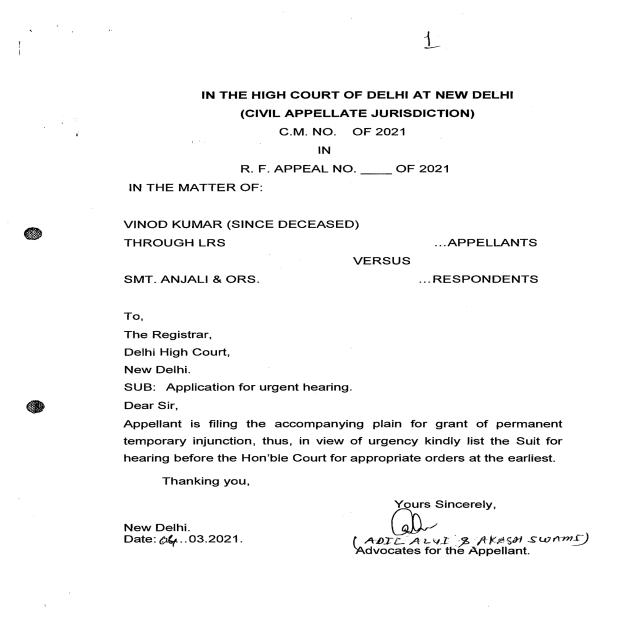 1
IN THE HIGH COURT OF DELHI AT NEW DELHI
(CIVIL APPELLATE JURISDICTION)
C.M. NO. OF 2021
IN
R. F. APPEAL NO. ____ OF 2021
IN THE MATTER OF:
VINOD KUMAR (SINCE DECEASED)
THROUGH LRS ...APPELLANTS
VERSUS
SMT. ANJALI & ORS. ...RESPONDENTS
To,
The Registrar,
Delhi High Court,
New Delhi.
SUB: Application for urgent hearing.
Dear Sir,
Appellant is filing the accompanying plain for grant of permanent
temporary injunction, thus, in view of urgency kindly list the Suit for
hearing before the Hon'ble Court for appropriate orders at the earliest.
Thanking you,
Yours Sincerely,
New Delhi.
Date: 04..03.2021.
(ADIL ALVI & AKASH SWAMI)
Advocates for the Appellant.